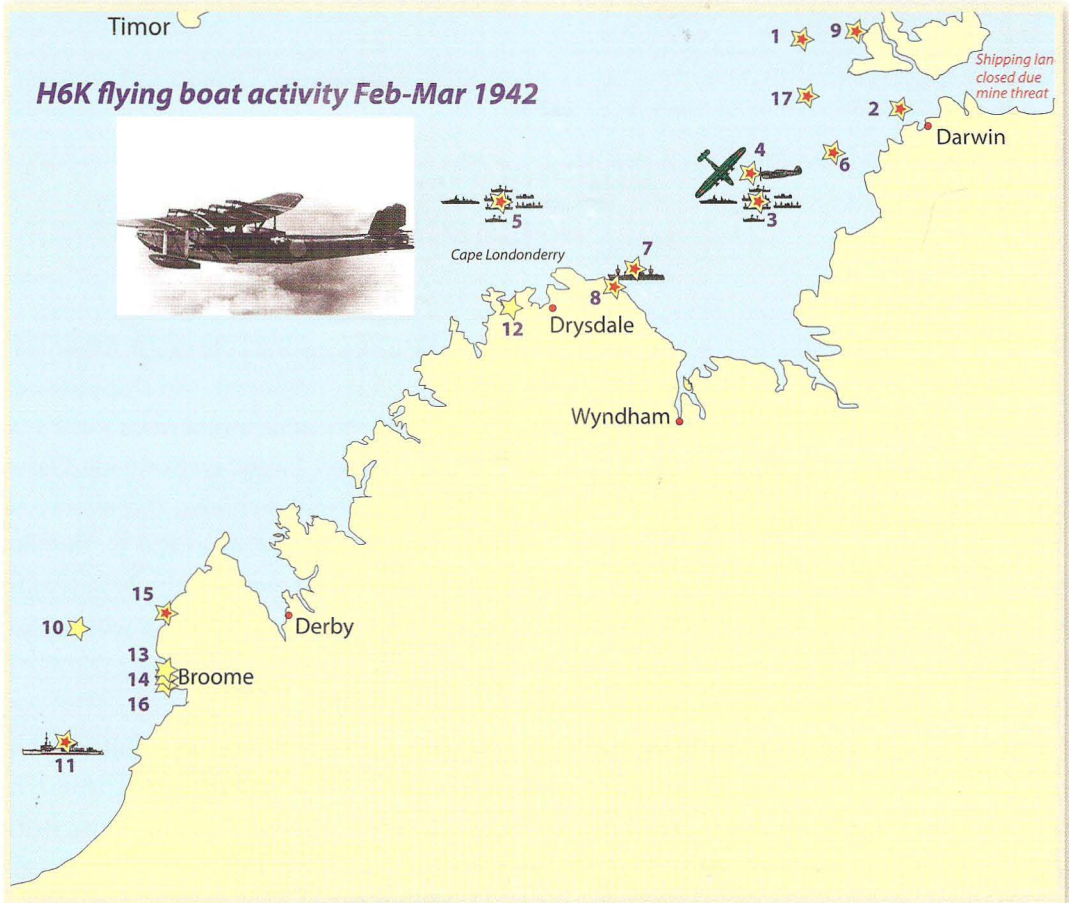 Timor
1
9
Shipping lan
closed due
mine threat
H6K flying boat activity Feb-Mar 1942
17
2
Darwin
4
6
5
3
Cape Londonderry
7
8
12
Drysdale
Wyndham
15
10
Derby
13
14
Broome
16
11